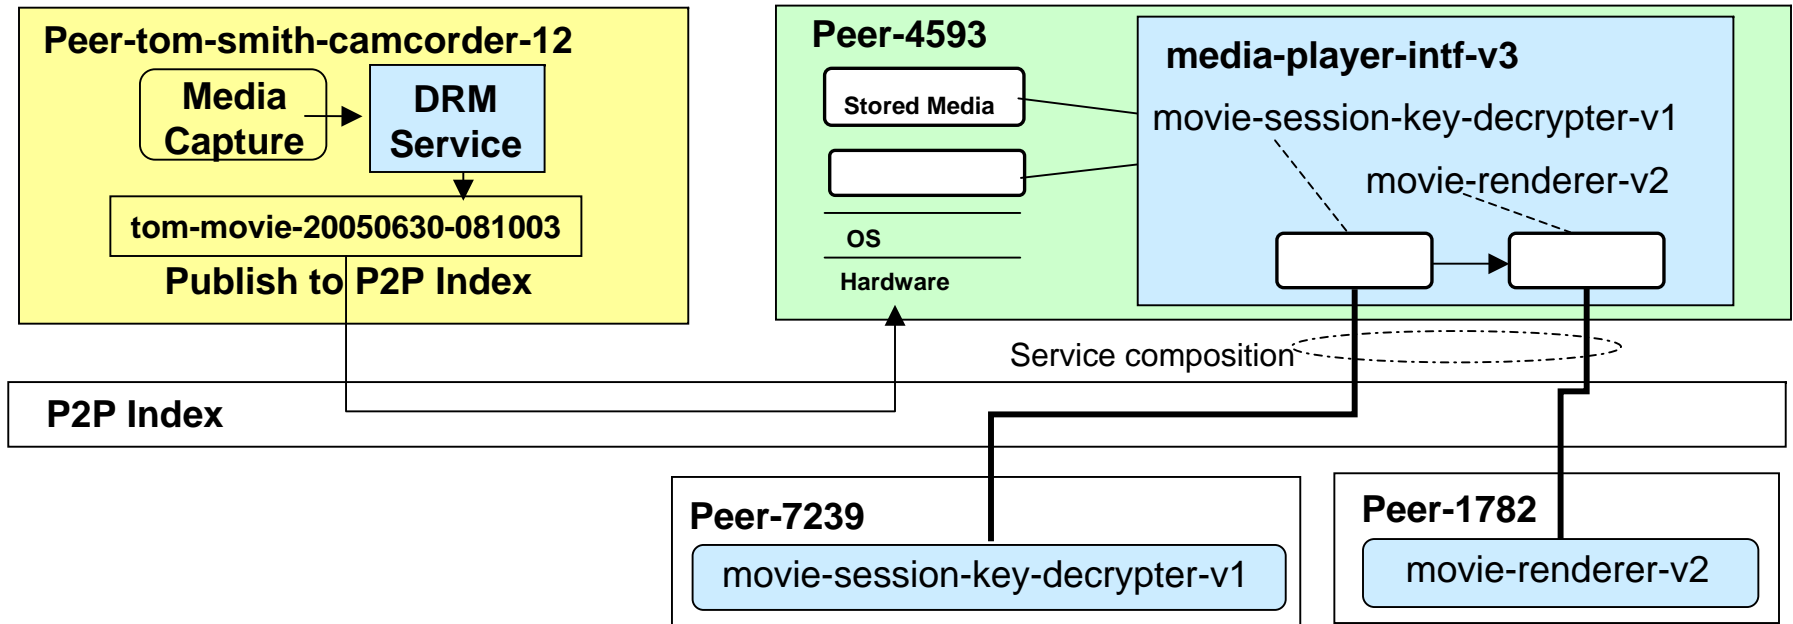 Peer-tom-smith-camcorder-12
Media
Capture
DRM
Service
tom-movie-20050630-081003
Publish to P2P Index
Peer-4593
Stored Media
OS
Hardware
media-player-intf-v3
movie-session-key-decrypter-v1
movie-renderer-v2
Service composition
P2P Index
Peer-7239
movie-session-key-decrypter-v1
Peer-1782
movie-renderer-v2